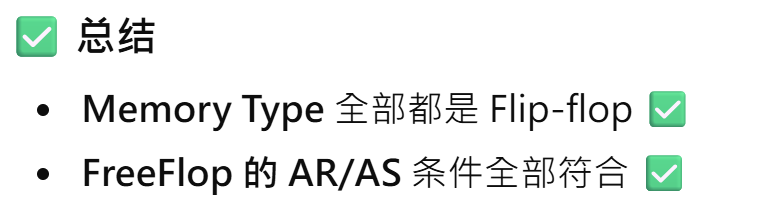 ✅ 总结
• Memory Type 全部都是 Flip-flop ✅
• FreeFlop 的 AR/AS 条件全部符合 ✅